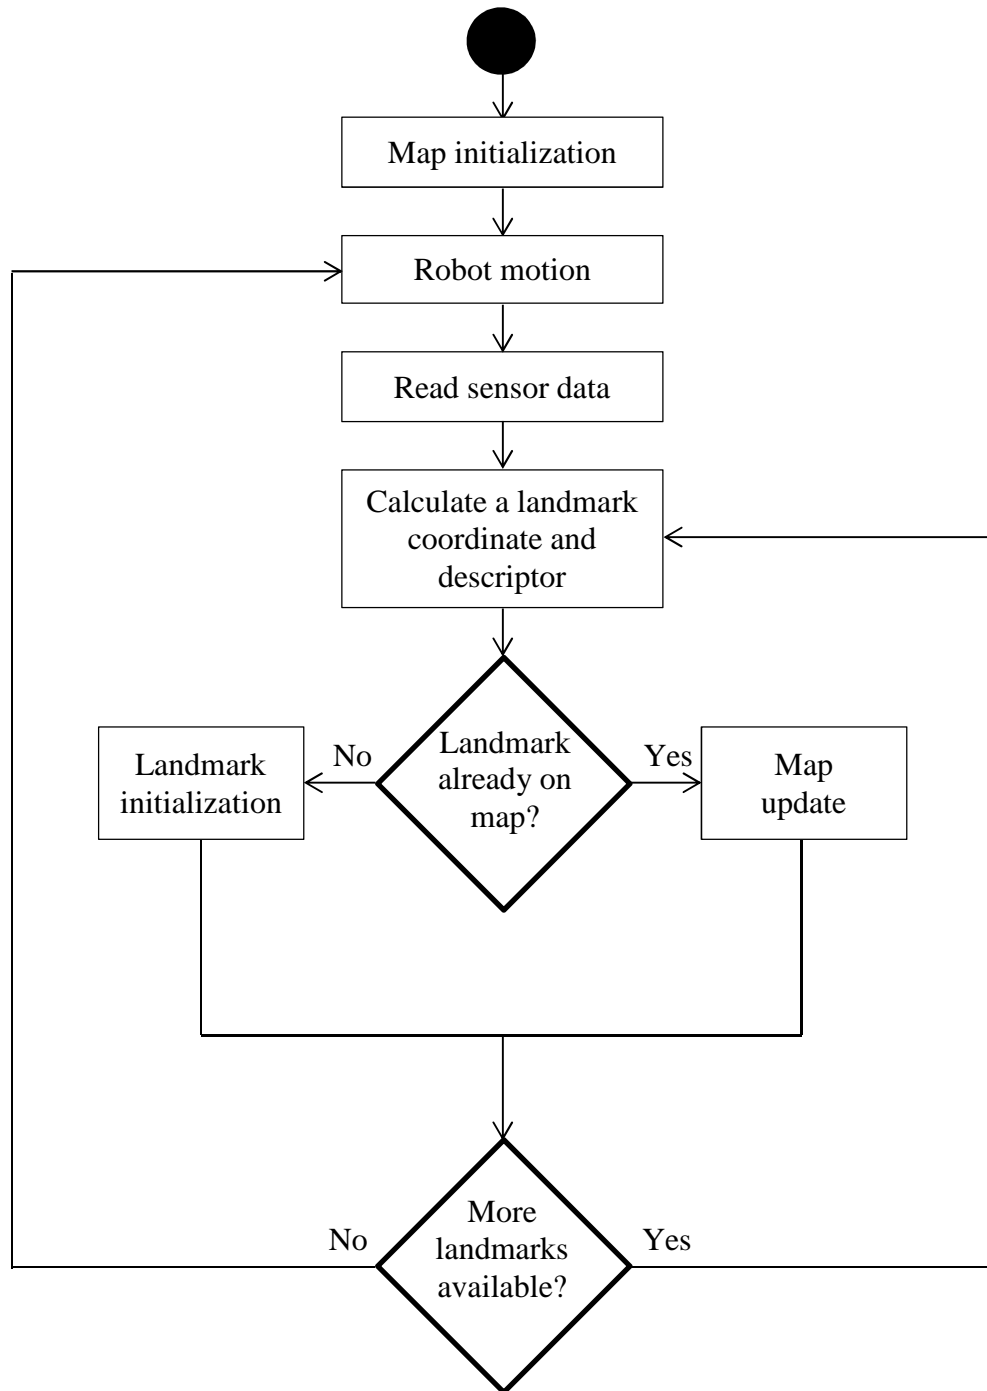 Map initialization
Robot motion
Read sensor data
Calculate a landmark
coordinate and
descriptor
No
Landmark
already on
map?
Yes
Landmark
initialization
Map
update
No
More
landmarks
available?
Yes